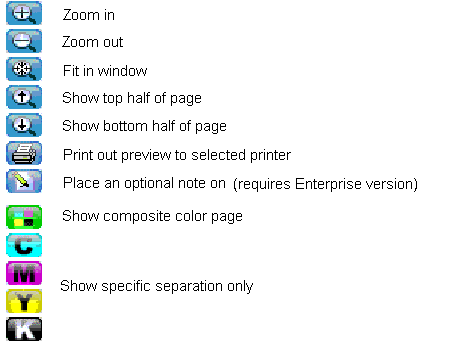 Zoom in
Zoom out
Fit in window
Show top half of page
Show bottom half of page
Print out preview to selected printer
Place an optional note on (requires Enterprise version)
Show composite color page
C
M
Show specific separation only
Y
K